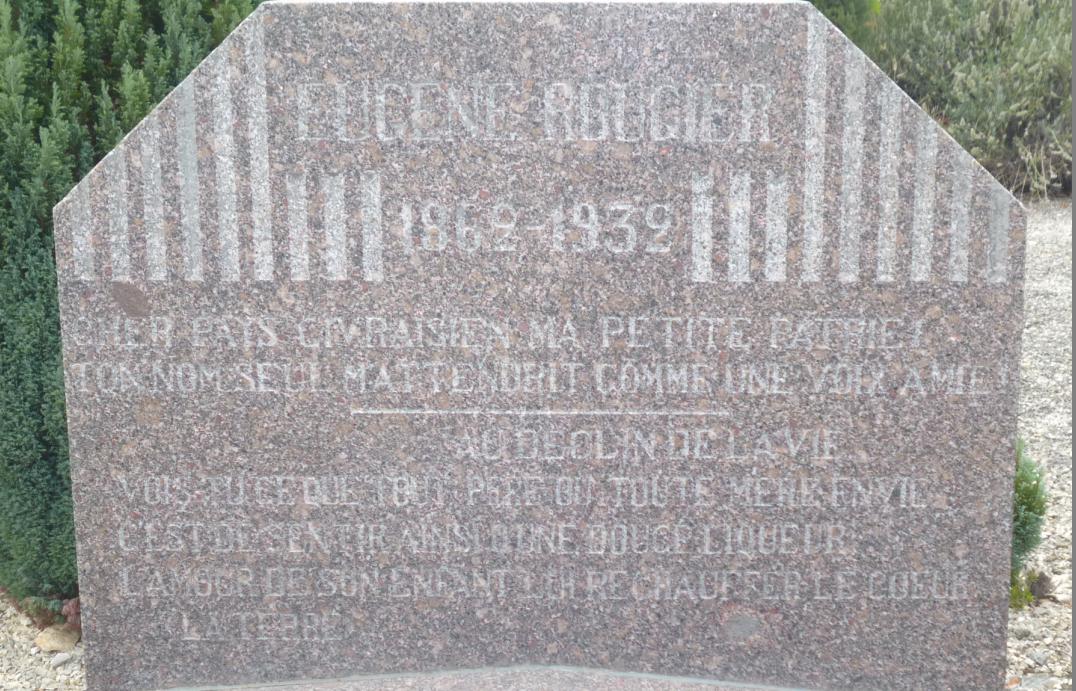 EUGENE ROUGIER
1862-1932
CHER PAYS CIVRAISIEN MA PETITE PATRIE!
TON NOM SEUL M'ATTENDRIT COMME UNE VOIX AMIE!
AU DECLIN DE LA VIE
VOIS-TU CE QUE TOUT PERE OU TOUTE MÈRE ENVIE
C'EST DE SENTIR AINSI QU'UNE DOUCE LIQUEUR
L'AMOUR DE SON ENFANT LUI RECHAUFFER LE COEUR
(LA TERRE)